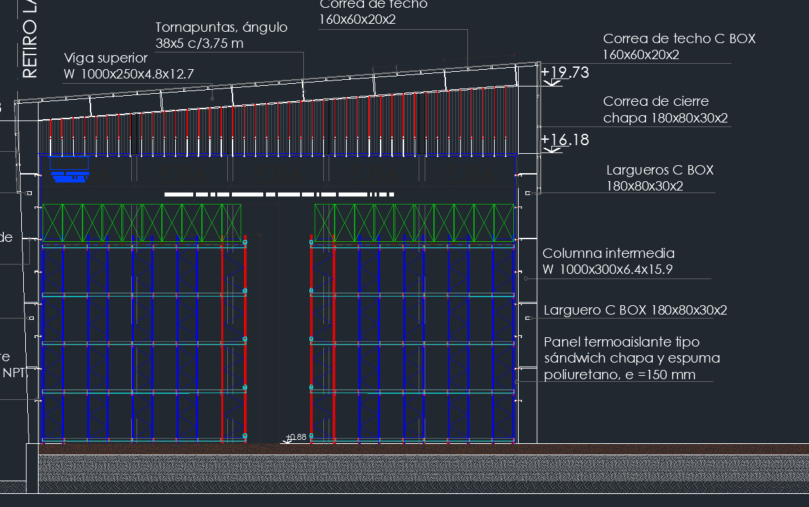 RETIRO
Correa de techo
160x60x20x2
Tornapuntas, ángulo
38x5 c/3,75 m
Viga superior
W 1000x250x4.8x12.7
Correa de techo C BOX
160x60x20x2
+19.73
Correa de cierre
chapa 180x80x30x2
+16.18
Largueros C BOX
180x80x30x2
de
Columna intermedia
W 1000x300x6.4x15.9
Larguero C BOX 180x80x30x2
Panel termoaislante tipo
sándwich chapa y espuma
poliuretano, e =150 mm
NPT
+0.88